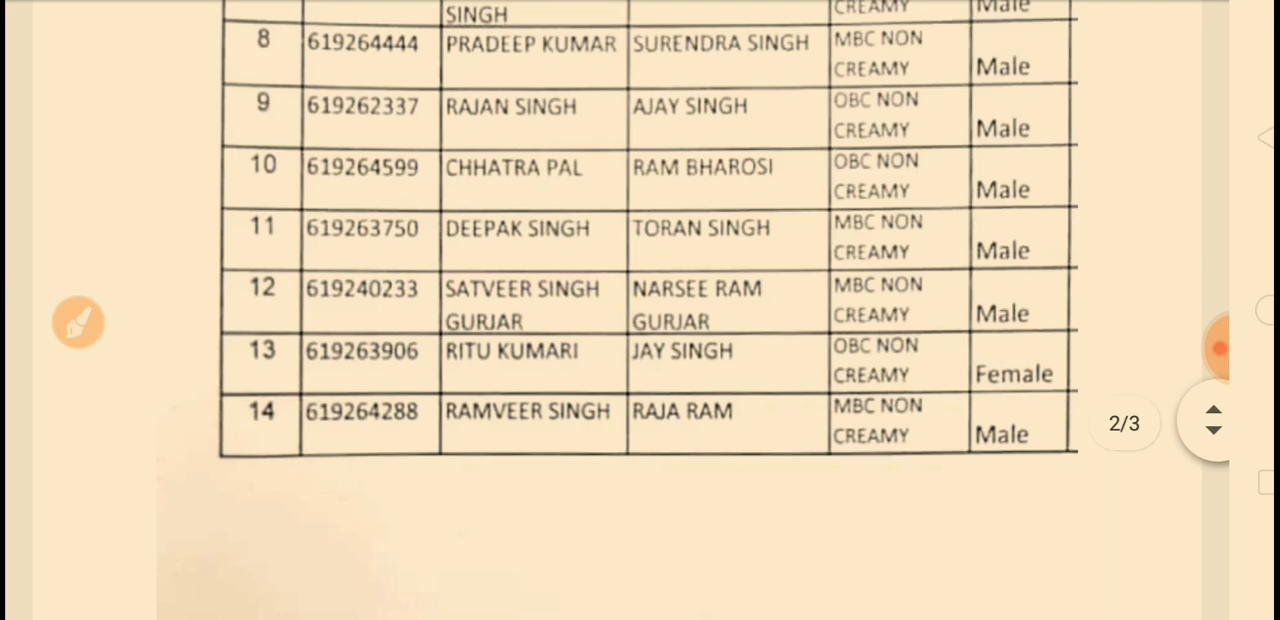 SINGH CREAMY Male
8 619264444 PRADEEP KUMAR SURENDRA SINGH MBC NON
CREAMY Male
9 619262337 RAJAN SINGH AJAY SINGH OBC NON
CREAMY Male
10 619264599 CHHATRA PAL RAM BHAROSI OBC NON
CREAMY Male
11 619263750 DEEPAK SINGH TORAN SINGH MBC NON
CREAMY Male
12 619240233 SATVEER SINGH NARSEE RAM MBC NON
GURJAR GURJAR CREAMY Male
13 619263906 RITU KUMARI JAY SINGH OBC NON
CREAMY Female
14 619264288 RAMVEER SINGH RAJA RAM MBC NON
CREAMY Male
2/3